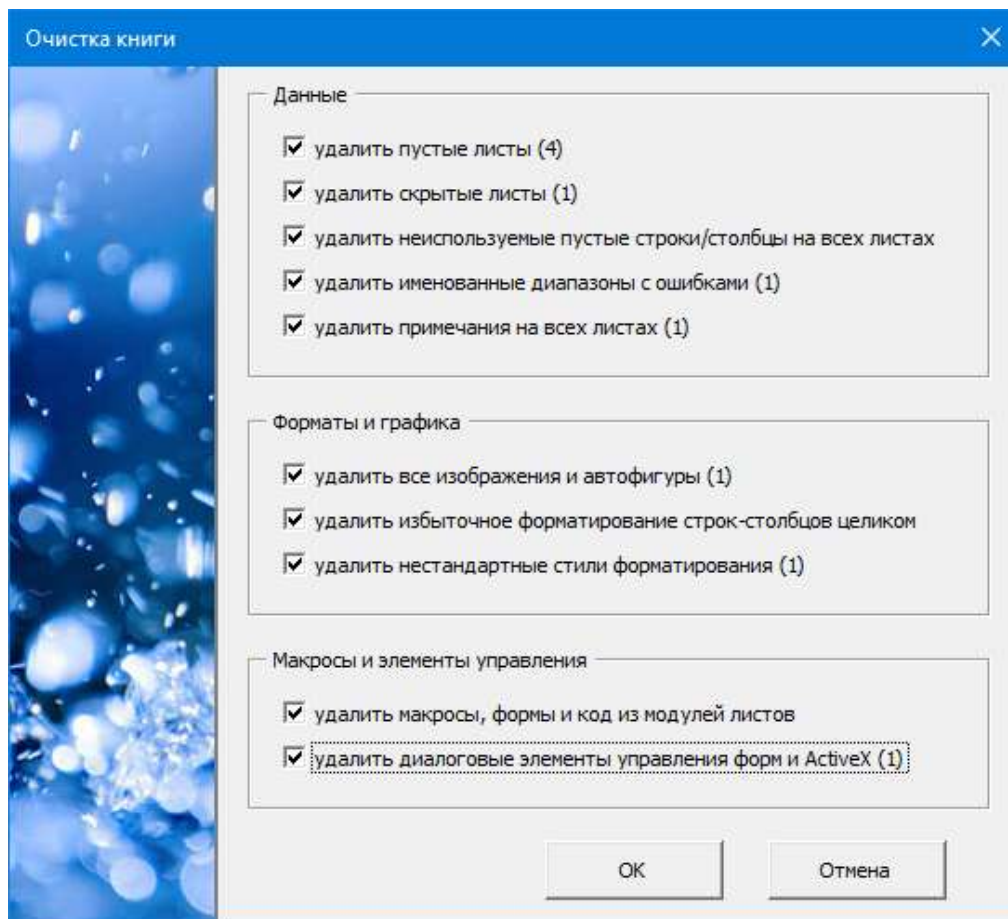 Очистка книги
Данные
удалить пустые листы (4)
удалить скрытые листы (1)
удалить неиспользуемые пустые строки/столбцы на всех листах
удалить именованные диапазоны с ошибками (1)
удалить примечания на всех листах (1)
Форматы и графика
удалить все изображения и автофигуры (1)
удалить избыточное форматирование строк-столбцов целиком
удалить нестандартные стили форматирования (1)
Макросы и элементы управления
удалить макросы, формы и код из модулей листов
удалить диалоговые элементы управления форм и ActiveX (1)
ОК
Отмена